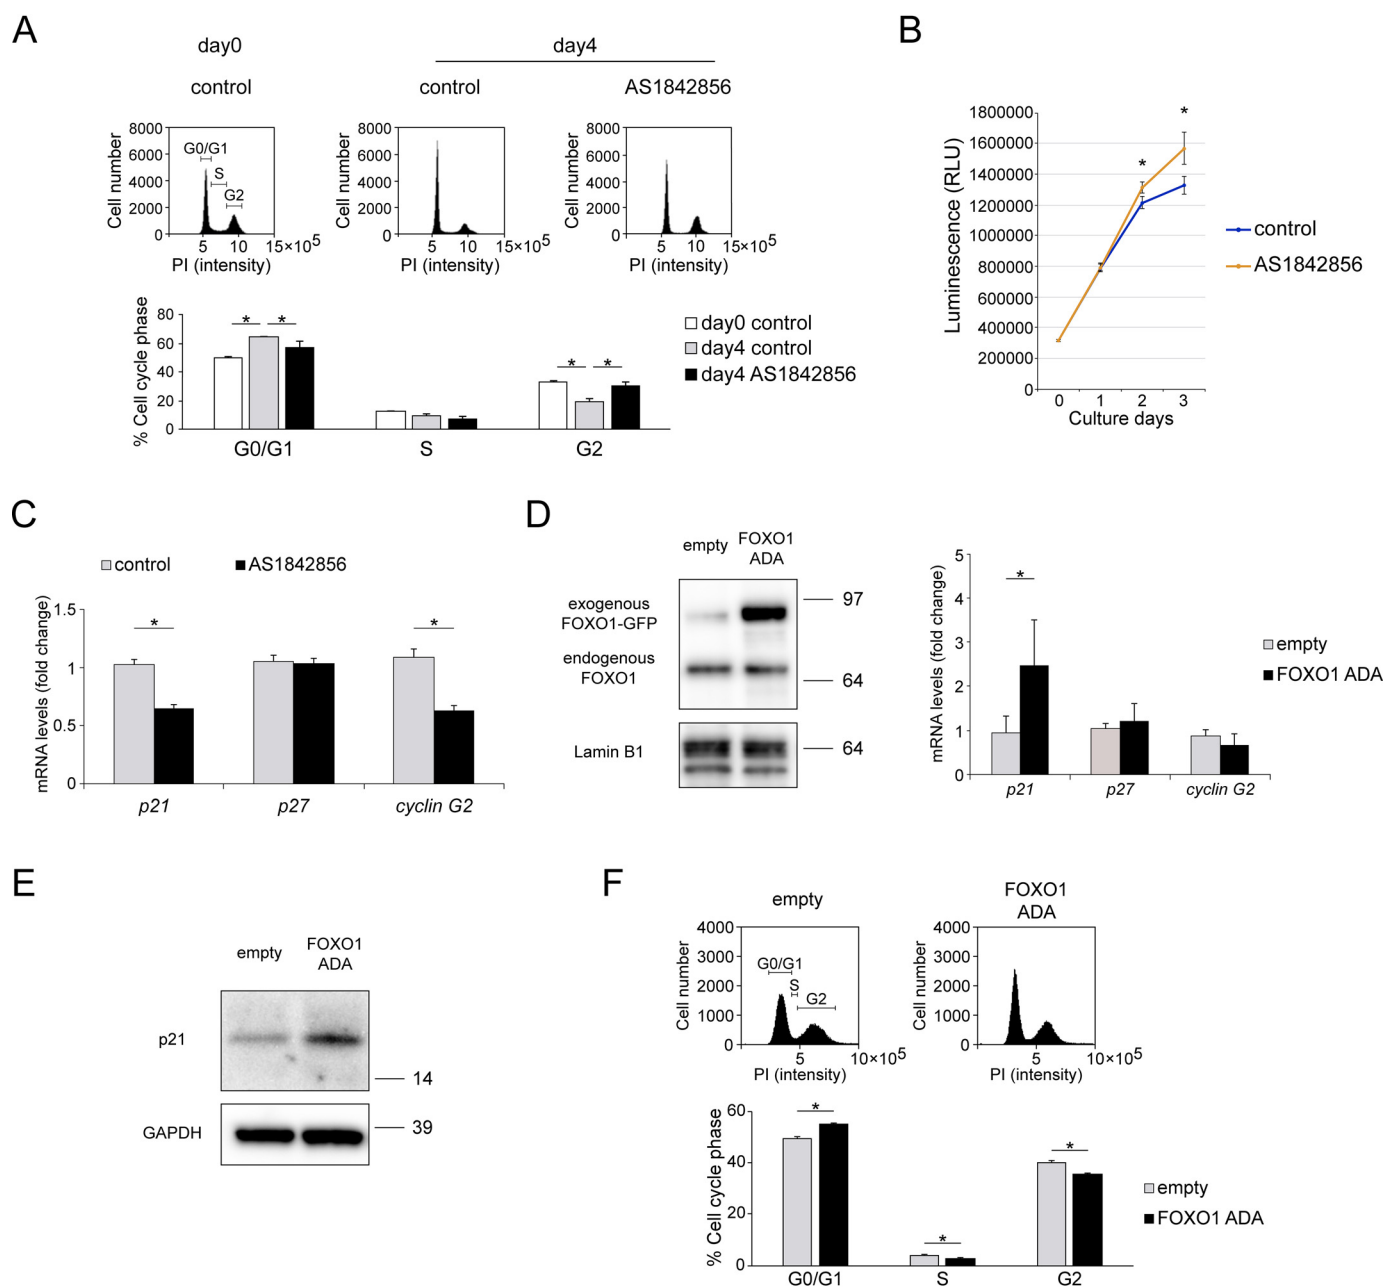 A
day0
day4
control
control
AS1842856
Cell number
8000
6000
4000
2000
0
G0/G1
S
G2
5
10
15×10⁵
PI (intensity)
Cell number
8000
6000
4000
2000
0
5
10
15×10⁵
PI (intensity)
Cell number
8000
6000
4000
2000
0
5
10
15×10⁵
PI (intensity)
% Cell cycle phase
80
60
40
20
0
*
*
*
*
G0/G1
S
G2
day0 control
day4 control
day4 AS1842856
B
Luminescence (RLU)
1800000
1600000
1400000
1200000
1000000
800000
600000
400000
200000
0
*
*
0
1
2
3
Culture days
control
AS1842856
C
control
AS1842856
mRNA levels (fold change)
1.5
1
0.5
0
*
*
p21
p27
cyclin G2
D
empty
FOXO1
ADA
exogenous
FOXO1-GFP
endogenous
FOXO1
Lamin B1
97
64
64
mRNA levels (fold change)
5
4
3
2
1
0
*
p21
p27
cyclin G2
empty
FOXO1 ADA
E
empty
FOXO1
ADA
p21
14
GAPDH
39
F
empty
FOXO1
ADA
Cell number
4000
3000
2000
1000
0
G0/G1
S
G2
5
10×10⁵
PI (intensity)
Cell number
4000
3000
2000
1000
0
5
10×10⁵
PI (intensity)
% Cell cycle phase
60
40
20
0
*
*
*
G0/G1
S
G2
empty
FOXO1 ADA